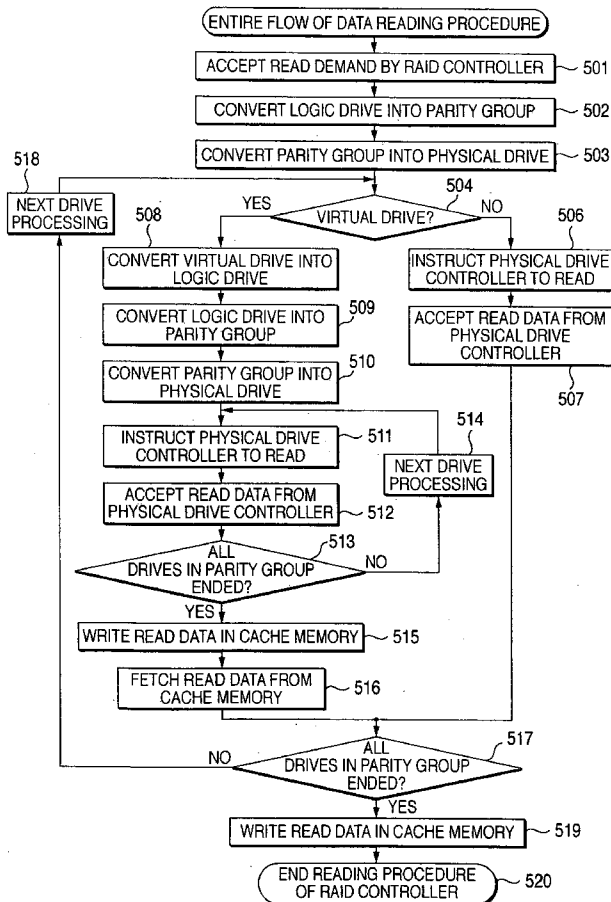 ENTIRE FLOW OF DATA READING PROCEDURE
ACCEPT READ DEMAND BY RAID CONTROLLER
501
CONVERT LOGIC DRIVE INTO PARITY GROUP
502
CONVERT PARITY GROUP INTO PHYSICAL DRIVE
503
518
NEXT DRIVE
PROCESSING
504
VIRTUAL DRIVE?
YES
NO
508
CONVERT VIRTUAL DRIVE INTO
LOGIC DRIVE
506
INSTRUCT PHYSICAL DRIVE
CONTROLLER TO READ
CONVERT LOGIC DRIVE INTO
PARITY GROUP
509
ACCEPT READ DATA FROM
PHYSICAL DRIVE
CONTROLLER
507
CONVERT PARITY GROUP INTO
PHYSICAL DRIVE
510
INSTRUCT PHYSICAL DRIVE
CONTROLLER TO READ
511
514
NEXT DRIVE
PROCESSING
ACCEPT READ DATA FROM
PHYSICAL DRIVE CONTROLLER
512
513
ALL
DRIVES IN PARITY GROUP
ENDED?
NO
YES
WRITE READ DATA IN CACHE MEMORY
515
FETCH READ DATA FROM
CACHE MEMORY
516
517
ALL
DRIVES IN PARITY GROUP
ENDED?
NO
YES
WRITE READ DATA IN CACHE MEMORY
519
END READING PROCEDURE
OF RAID CONTROLLER
520